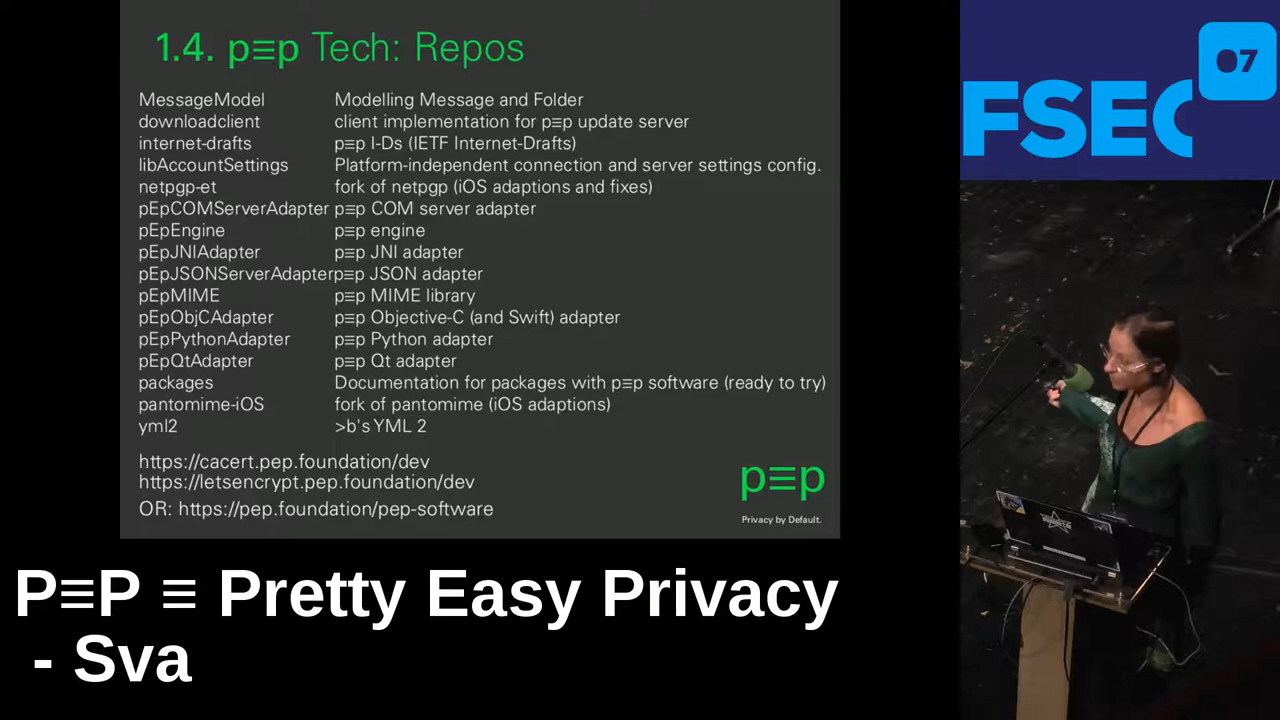 1.4. p≡p Tech: Repos
MessageModel Modelling Message and Folder
downloadclient client implementation for p≡p update server
internet-drafts p≡p I-Ds (IETF Internet-Drafts)
libAccountSettings Platform-independent connection and server settings config.
netpgp-et fork of netpgp (iOS adaptions and fixes)
pEpCOMServerAdapter p≡p COM server adapter
pEpEngine p≡p engine
pEpJNIAdapter p≡p JNI adapter
pEpJSONServerAdapter p≡p JSON adapter
pEpMIME p≡p MIME library
pEpObjCAdapter p≡p Objective-C (and Swift) adapter
pEpPythonAdapter p≡p Python adapter
pEpQtAdapter p≡p Qt adapter
packages Documentation for packages with p≡p software (ready to try)
pantomime-iOS fork of pantomime (iOS adaptions)
yml2 >b's YML 2
https://cacert.pep.foundation/dev
https://letsencrypt.pep.foundation/dev
OR: https://pep.foundation/pep-software
p≡p
Privacy by Default.
07
FSEC
P≡P ≡ Pretty Easy Privacy
- Sva